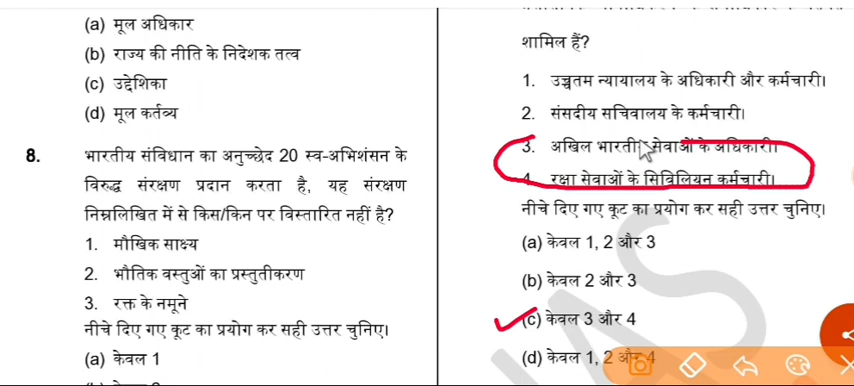 (a) मूल अधिकार
(b) राज्य की नीति के निदेशक तत्व
(c) उद्देशिका
(d) मूल कर्तव्य
8. भारतीय संविधान का अनुच्छेद 20 स्व-अभिशंसन के
विरुद्ध संरक्षण प्रदान करता है, यह संरक्षण
निम्नलिखित में से किस/किन पर विस्तारित नहीं है?
1. मौखिक साक्ष्य
2. भौतिक वस्तुओं का प्रस्तुतीकरण
3. रक्त के नमूने
नीचे दिए गए कूट का प्रयोग कर सही उत्तर चुनिए।
(a) केवल 1
शामिल हैं?
1. उच्चतम न्यायालय के अधिकारी और कर्मचारी।
2. संसदीय सचिवालय के कर्मचारी।
3. अखिल भारतीय सेवाओं के अधिकारी।
4. रक्षा सेवाओं के सिविलियन कर्मचारी।
नीचे दिए गए कूट का प्रयोग कर सही उत्तर चुनिए।
(a) केवल 1, 2 और 3
(b) केवल 2 और 3
(c) केवल 3 और 4
(d) केवल 1, 2 और 4
IAS